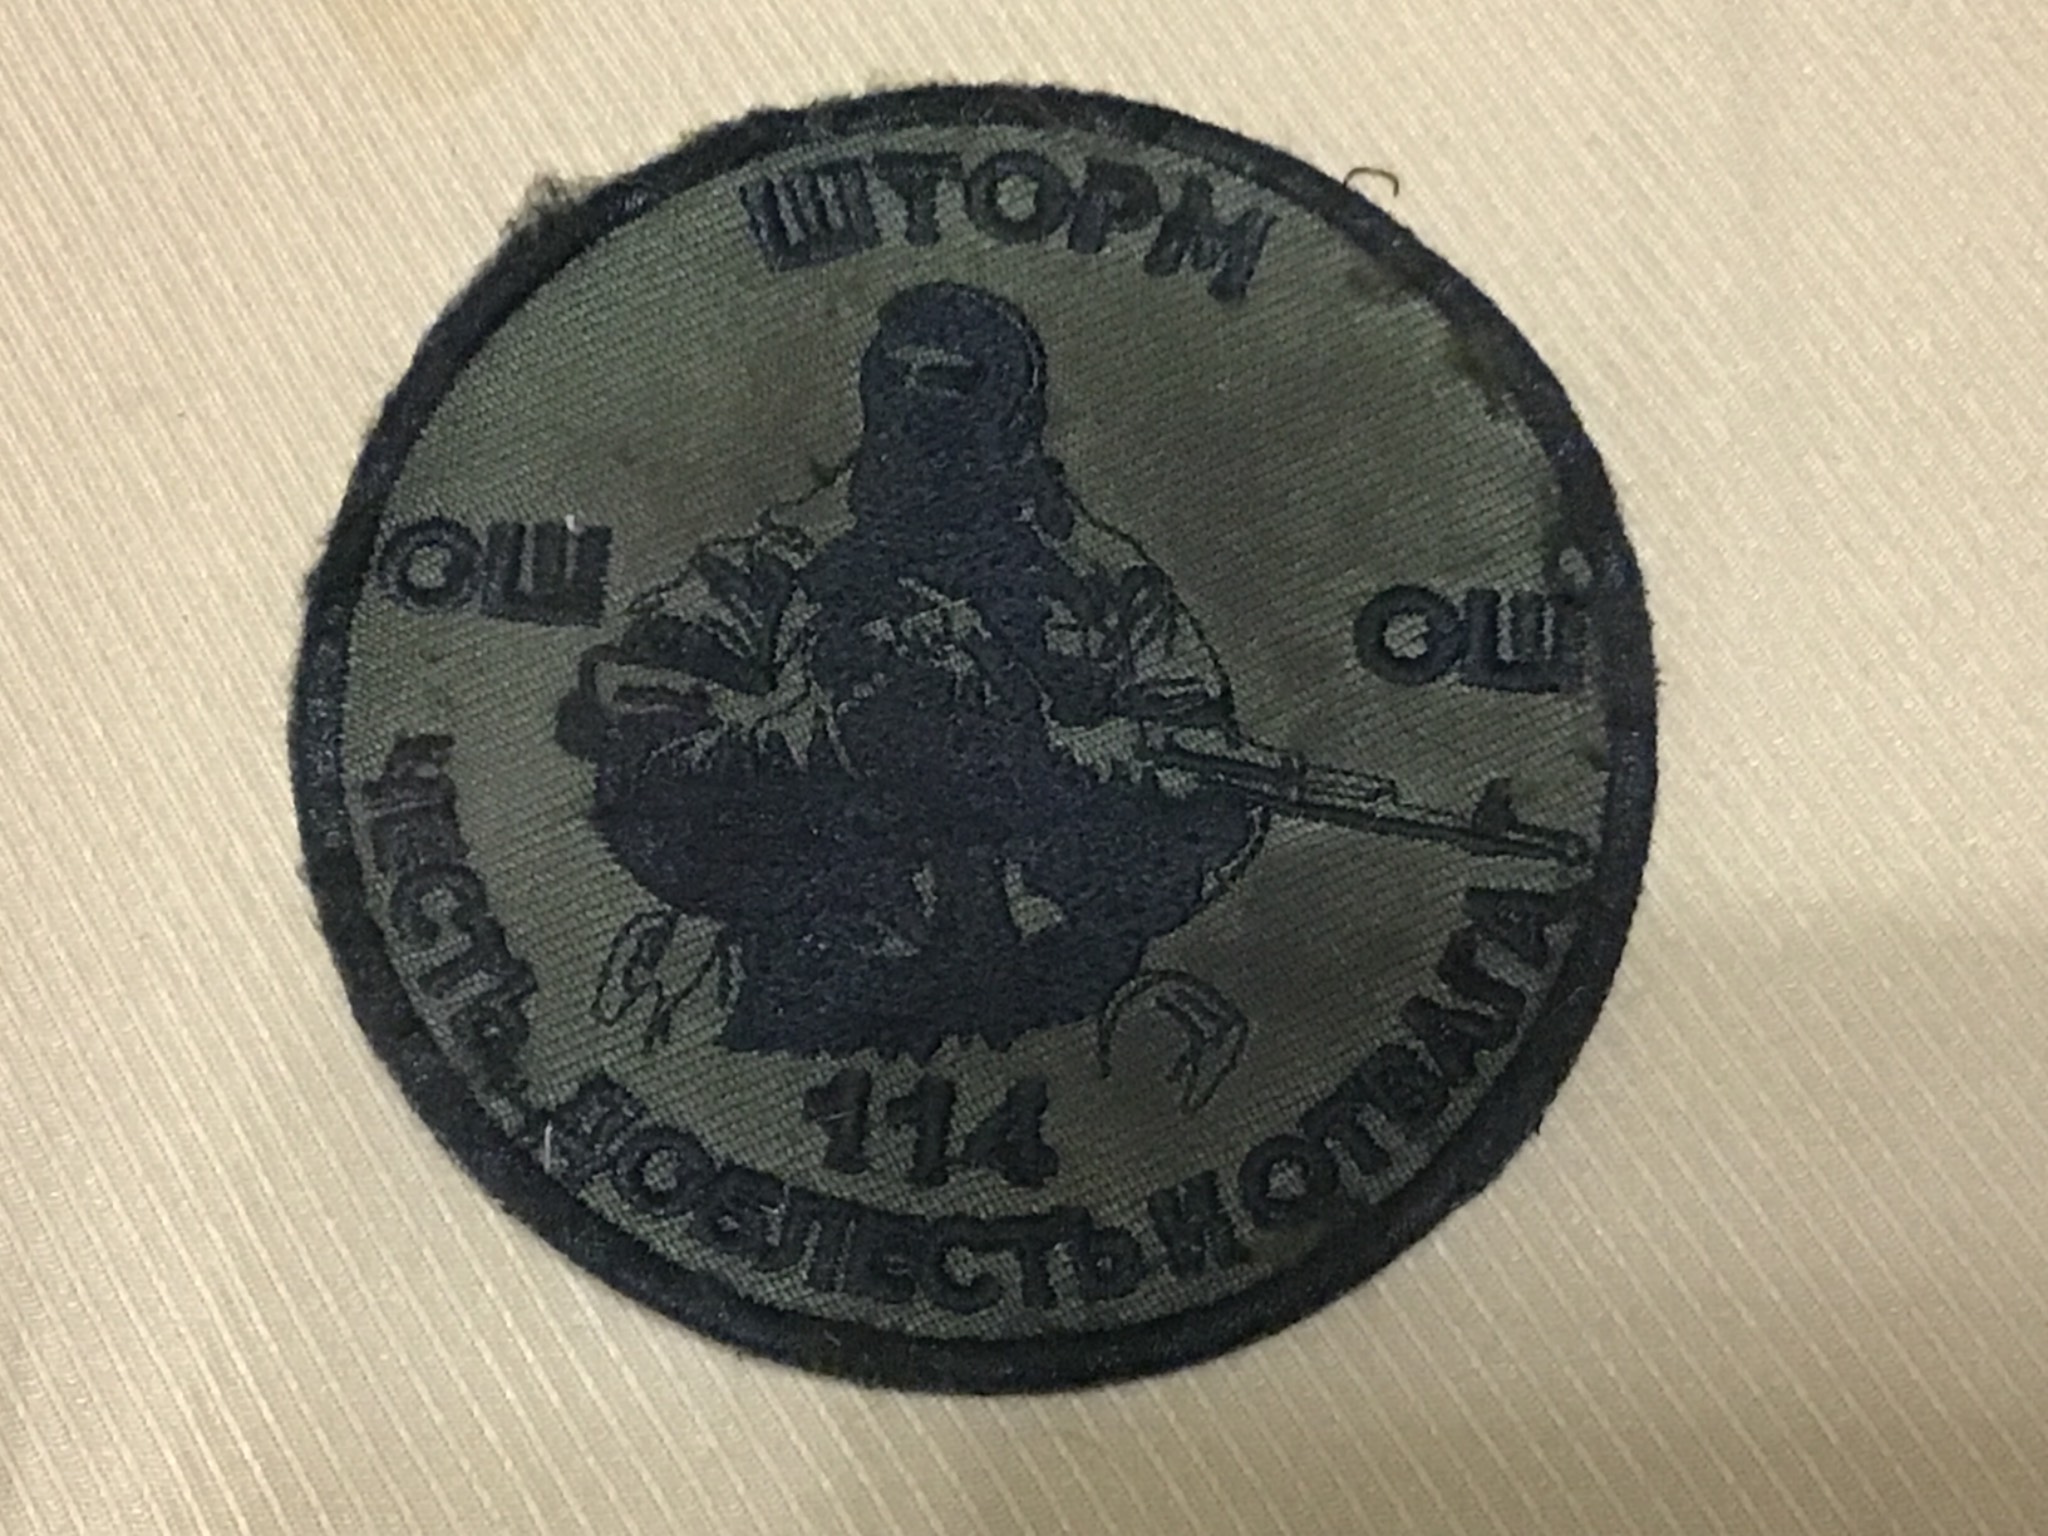 ШТОРМ
ОШ ОШ
114
ЧЕСТЬ, ДОБЛЕСТЬ И ОТВАГА